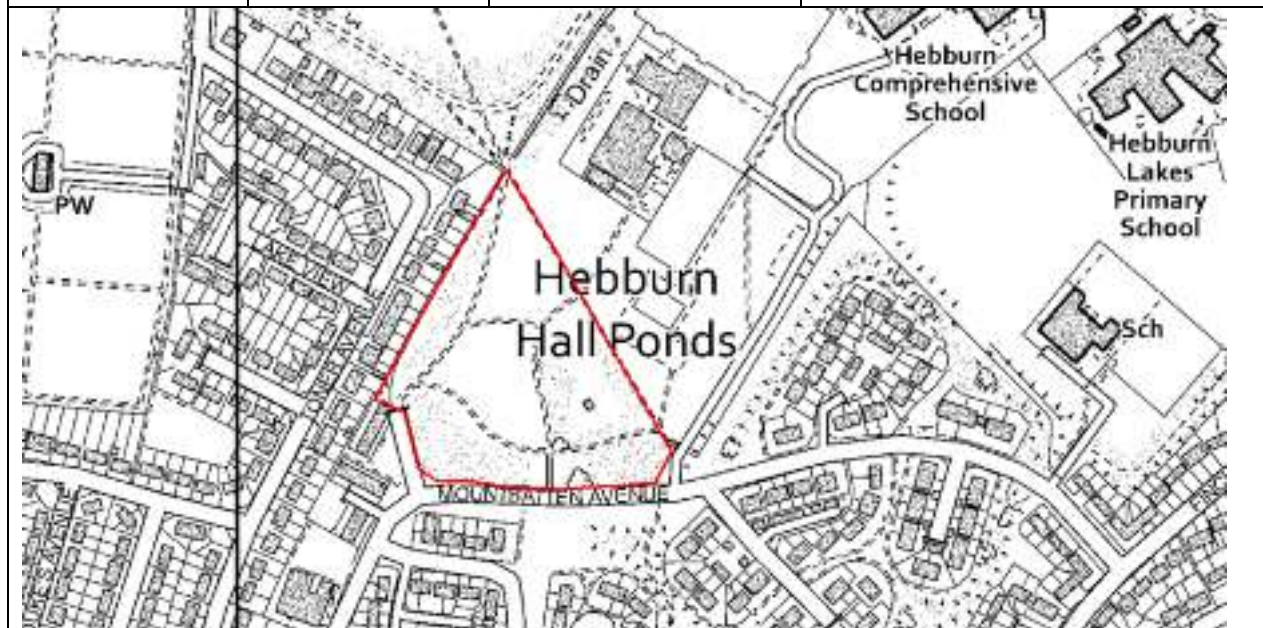 Drain
Hebburn
Comprehensive
School
Hebburn
Lakes
Primary
School
PW
Hebburn
Hall Ponds
Sch
MOUNTBATTEN AVENUE